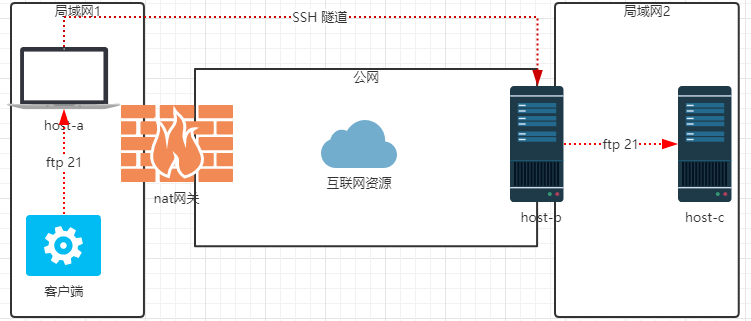 局域网1
SSH 隧道
局域网2
公网
host-a
ftp 21
ftp 21
互联网资源
nat网关
host-b
host-c
客户端